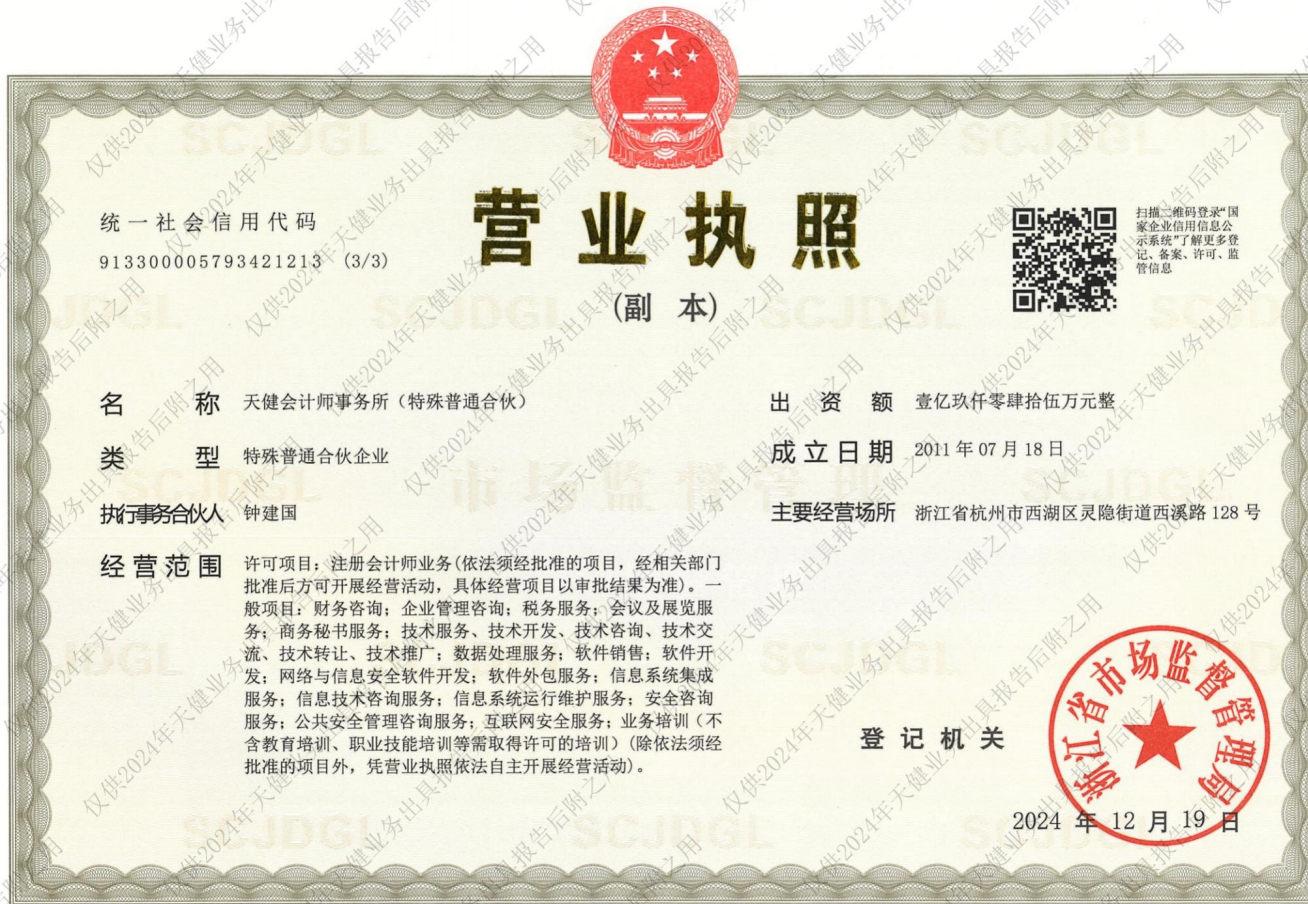 统一社会信用代码
913300005793421213 (3/3)
营业执照
(副 本)
扫描二维码登录“国
家企业信用信息公
示系统”了解更多登
记、备案、许可、监
管信息
名 称 天健会计师事务所（特殊普通合伙）
出 资 额 壹亿玖仟零肆拾伍万元整
类 型 特殊普通合伙企业
成立日期 2011年07月18日
执行事务合伙人 钟建国
主要经营场所 浙江省杭州市西湖区灵隐街道西溪路128号
经营范围 许可项目：注册会计师业务(依法须经批准的项目，经相关部门
批准后方可开展经营活动，具体经营项目以审批结果为准)。一
般项目：财务咨询；企业管理咨询；税务服务；会议及展览服
务；商务秘书服务；技术服务、技术开发、技术咨询、技术交
流、技术转让、技术推广；数据处理服务；软件销售；软件开
发；网络与信息安全软件开发；软件外包服务；信息系统集成
服务；信息技术咨询服务；信息系统运行维护服务；安全咨询
服务；公共安全管理咨询服务；互联网安全服务；业务培训（不
含教育培训、职业技能培训等需取得许可的培训）(除依法须经
批准的项目外，凭营业执照依法自主开展经营活动)。
登记机关
浙江省市场监督管理局
2024 年 12 月 19 日
仅供2024年天健业务出具报告后附之用
SCJDGL
市场监督管理